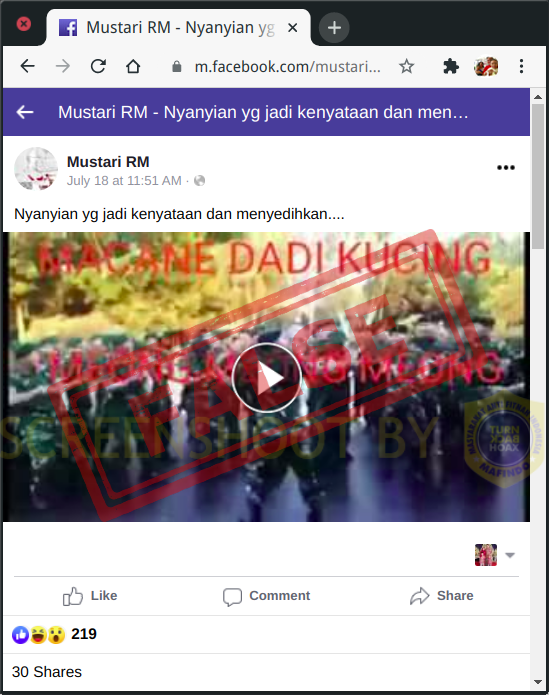 Mustari RM - Nyanyian yg
m.facebook.com/mustari...
Mustari RM - Nyanyian yg jadi kenyataan dan men...
Mustari RM
July 18 at 11:51 AM ·
Nyanyian yg jadi kenyataan dan menyedihkan....
MACANE DADI KUCING
FALSE
MEONG MEONG MEONG
SCREENSHOOT BY
MASYARAKAT ANTI FITNAH INDONESIA
TURN
BACK
HOAX
MAFINDO
Like
Comment
Share
219
30 Shares